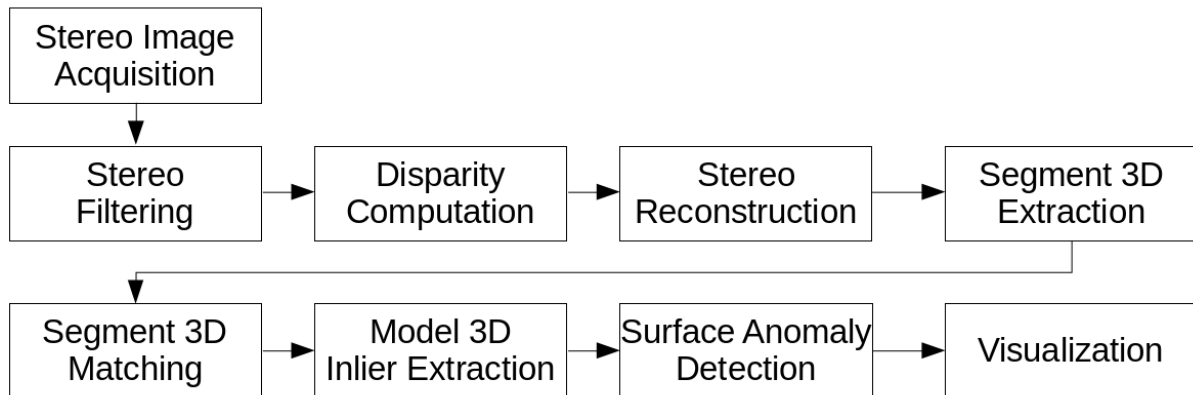 Stereo Image
Acquisition
Stereo
Filtering
Disparity
Computation
Stereo
Reconstruction
Segment 3D
Extraction
Segment 3D
Matching
Model 3D
Inlier Extraction
Surface Anomaly
Detection
Visualization